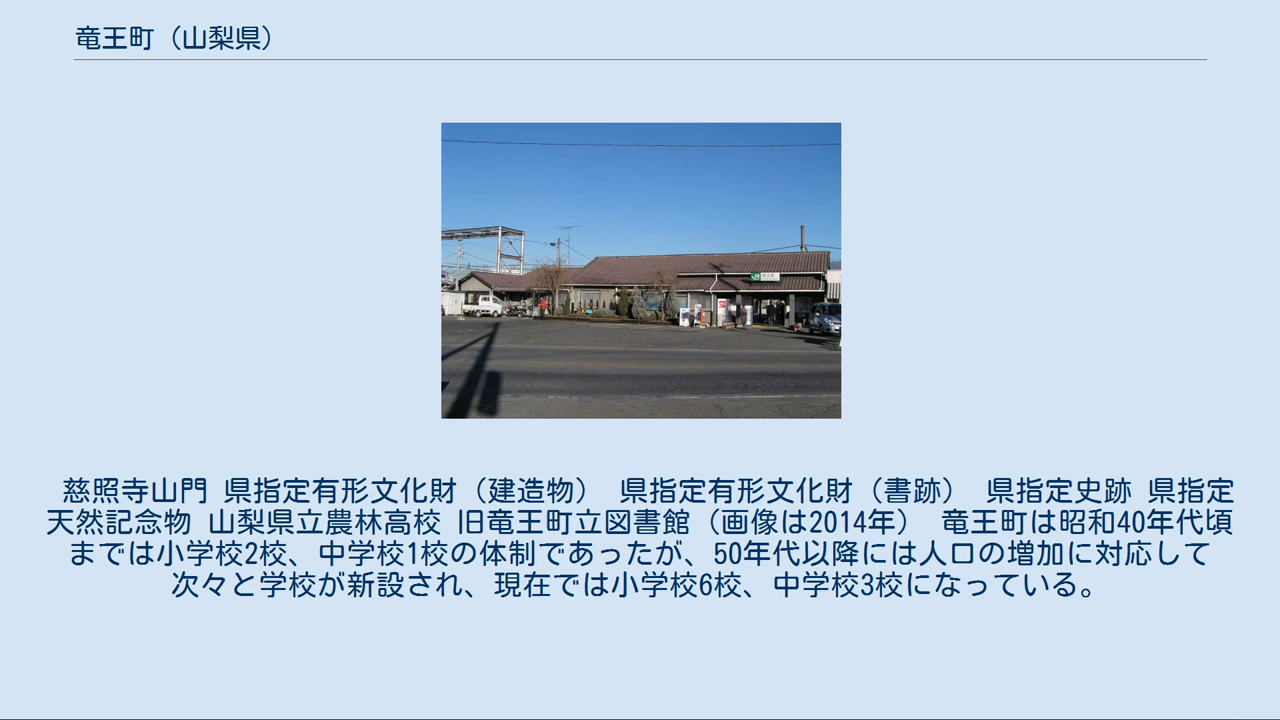 竜王町（山梨県）
JR
慈照寺山門 県指定有形文化財（建造物） 県指定有形文化財（書跡） 県指定史跡 県指定
天然記念物 山梨県立農林高校 旧竜王町立図書館（画像は2014年） 竜王町は昭和40年代頃
までは小学校2校、中学校1校の体制であったが、50年代以降には人口の増加に対応して
次々と学校が新設され、現在では小学校6校、中学校3校になっている。